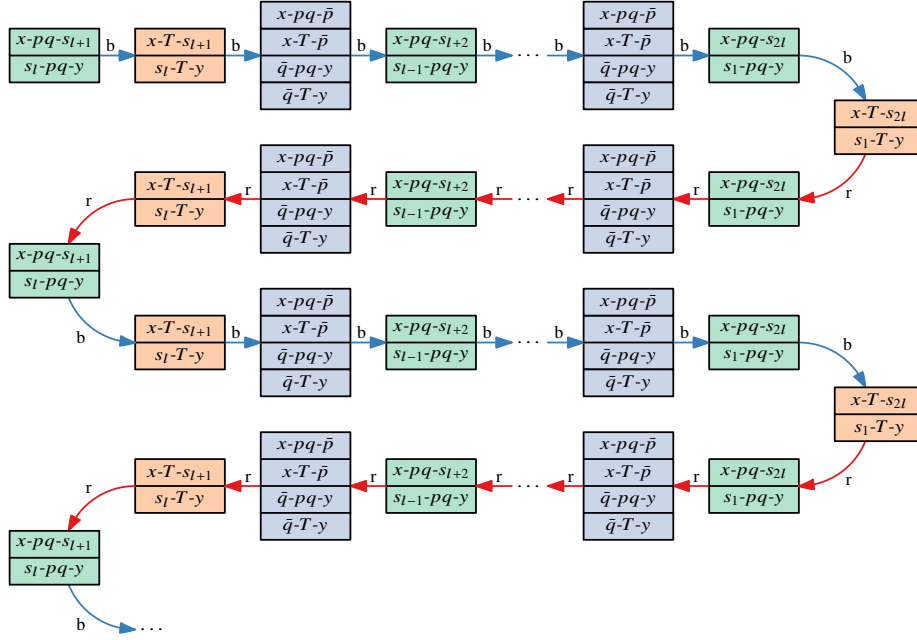 x-pq-s_{l+1}
s_l-pq-y
b
x-T-s_{l+1}
s_l-T-y
b
x-pq-p̄
x-T-p̄
q̄-pq-y
q̄-T-y
b
x-pq-s_{l+2}
s_{l-1}-pq-y
b
···
b
x-pq-p̄
x-T-p̄
q̄-pq-y
q̄-T-y
b
x-pq-s_{2l}
s_1-pq-y
b
x-T-s_{2l}
s_1-T-y
r
r
x-T-s_{l+1}
s_l-T-y
r
x-pq-p̄
x-T-p̄
q̄-pq-y
q̄-T-y
r
x-pq-s_{l+2}
s_{l-1}-pq-y
r
···
r
x-pq-p̄
x-T-p̄
q̄-pq-y
q̄-T-y
r
x-pq-s_{2l}
s_1-pq-y
x-pq-s_{l+1}
s_l-pq-y
b
x-T-s_{l+1}
s_l-T-y
b
x-pq-p̄
x-T-p̄
q̄-pq-y
q̄-T-y
b
x-pq-s_{l+2}
s_{l-1}-pq-y
b
···
b
x-pq-p̄
x-T-p̄
q̄-pq-y
q̄-T-y
b
x-pq-s_{2l}
s_1-pq-y
b
x-T-s_{2l}
s_1-T-y
r
r
x-T-s_{l+1}
s_l-T-y
r
x-pq-p̄
x-T-p̄
q̄-pq-y
q̄-T-y
r
x-pq-s_{l+2}
s_{l-1}-pq-y
r
···
r
x-pq-p̄
x-T-p̄
q̄-pq-y
q̄-T-y
r
x-pq-s_{2l}
s_1-pq-y
x-pq-s_{l+1}
s_l-pq-y
b
···